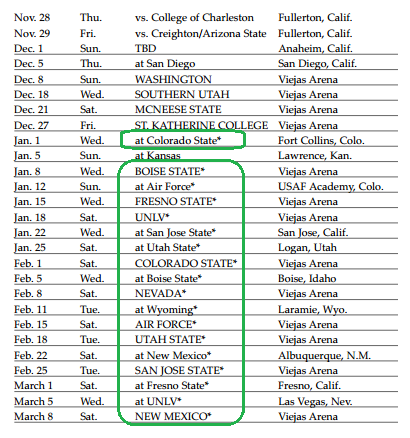 Nov. 28 Thu. vs. College of Charleston Fullerton, Calif.
Nov. 29 Fri. vs. Creighton/Arizona State Fullerton, Calif.
Dec. 1 Sun. TBD Anaheim, Calif.
Dec. 5 Thu. at San Diego San Diego, Calif.
Dec. 8 Sun. WASHINGTON Viejas Arena
Dec. 18 Wed. SOUTHERN UTAH Viejas Arena
Dec. 21 Sat. MCNEESE STATE Viejas Arena
Dec. 27 Fri. ST. KATHERINE COLLEGE Viejas Arena
Jan. 1 Wed. at Colorado State* Fort Collins, Colo.
Jan. 5 Sun. at Kansas Lawrence, Kan.
Jan. 8 Wed. BOISE STATE* Viejas Arena
Jan. 12 Sun. at Air Force* USAF Academy, Colo.
Jan. 15 Wed. FRESNO STATE* Viejas Arena
Jan. 18 Sat. UNLV* Viejas Arena
Jan. 22 Wed. at San Jose State* San Jose, Calif.
Jan. 25 Sat. at Utah State* Logan, Utah
Feb. 1 Sat. COLORADO STATE* Viejas Arena
Feb. 5 Wed. at Boise State* Boise, Idaho
Feb. 8 Sat. NEVADA* Viejas Arena
Feb. 11 Tue. at Wyoming* Laramie, Wyo.
Feb. 15 Sat. AIR FORCE* Viejas Arena
Feb. 18 Tue. UTAH STATE* Viejas Arena
Feb. 22 Sat. at New Mexico* Albuquerque, N.M.
Feb. 25 Tue. SAN JOSE STATE* Viejas Arena
March 1 Sat. at Fresno State* Fresno, Calif.
March 5 Wed. at UNLV* Las Vegas, Nev.
March 8 Sat. NEW MEXICO* Viejas Arena